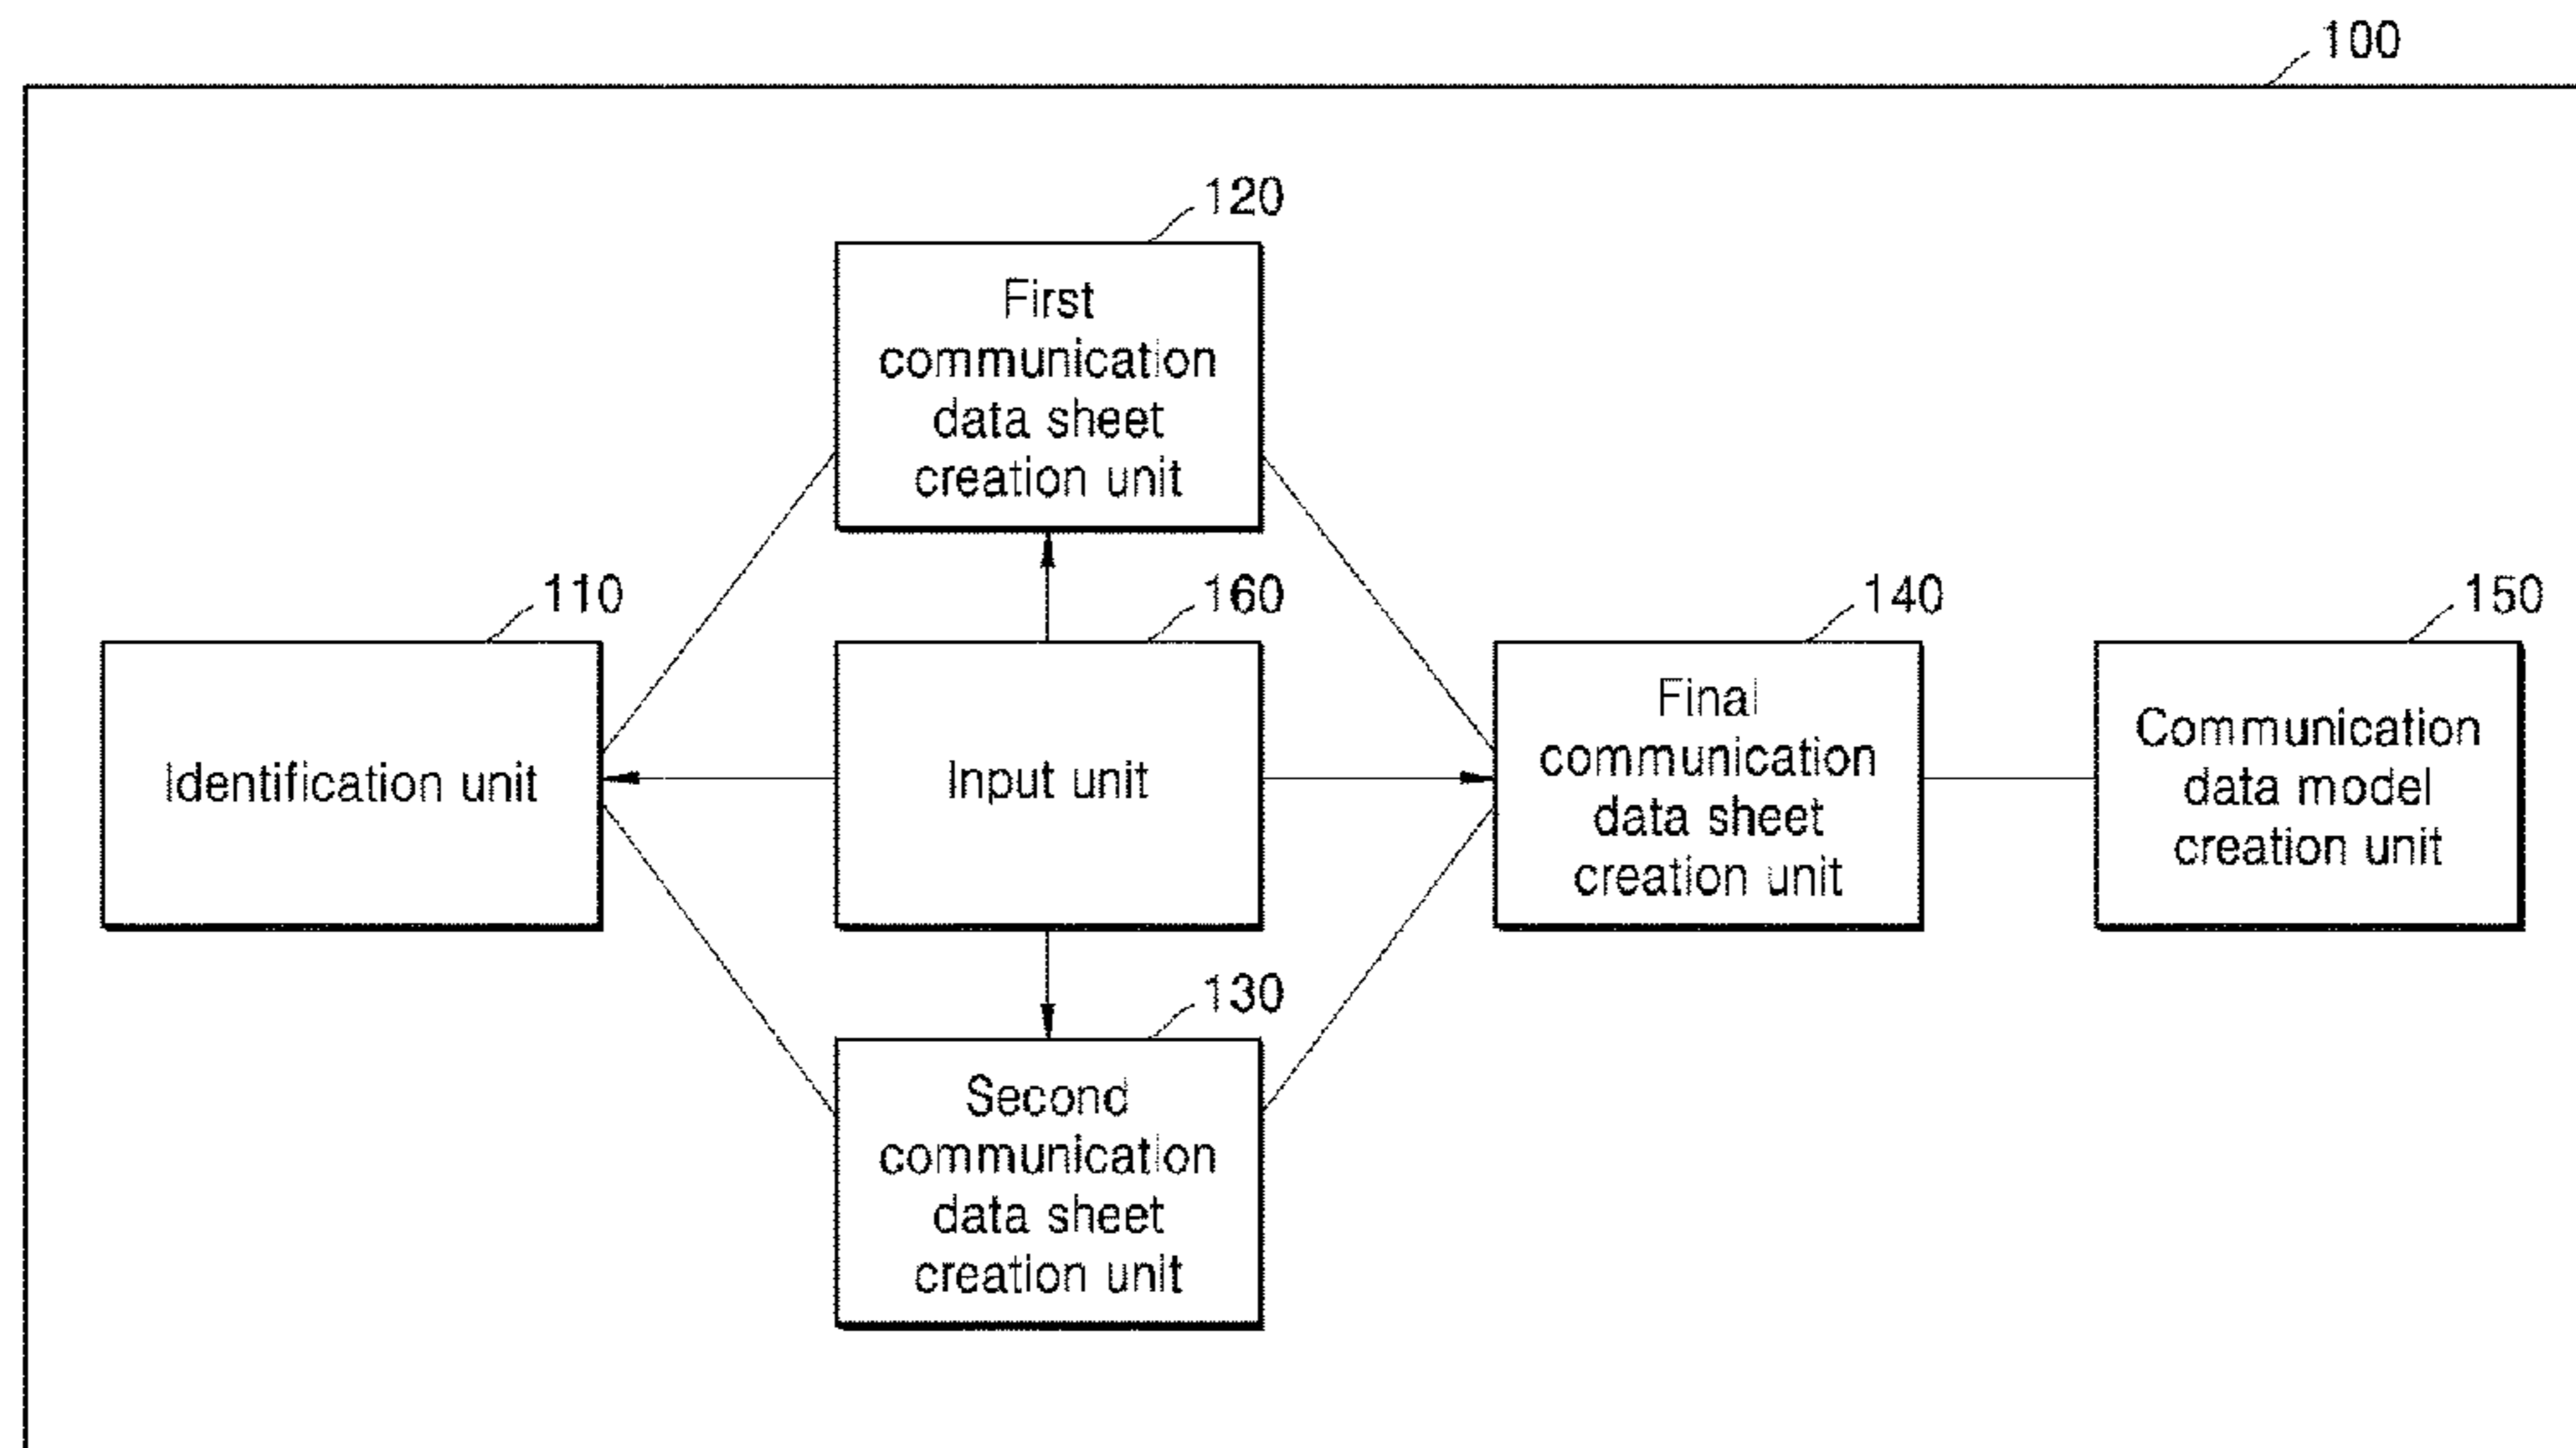 100
120
First
communication
data sheet
creation unit
110
160
140
150
Identification unit
Input unit
Final
communication
data sheet
creation unit
Communication
data model
creation unit
130
Second
communication
data sheet
creation unit